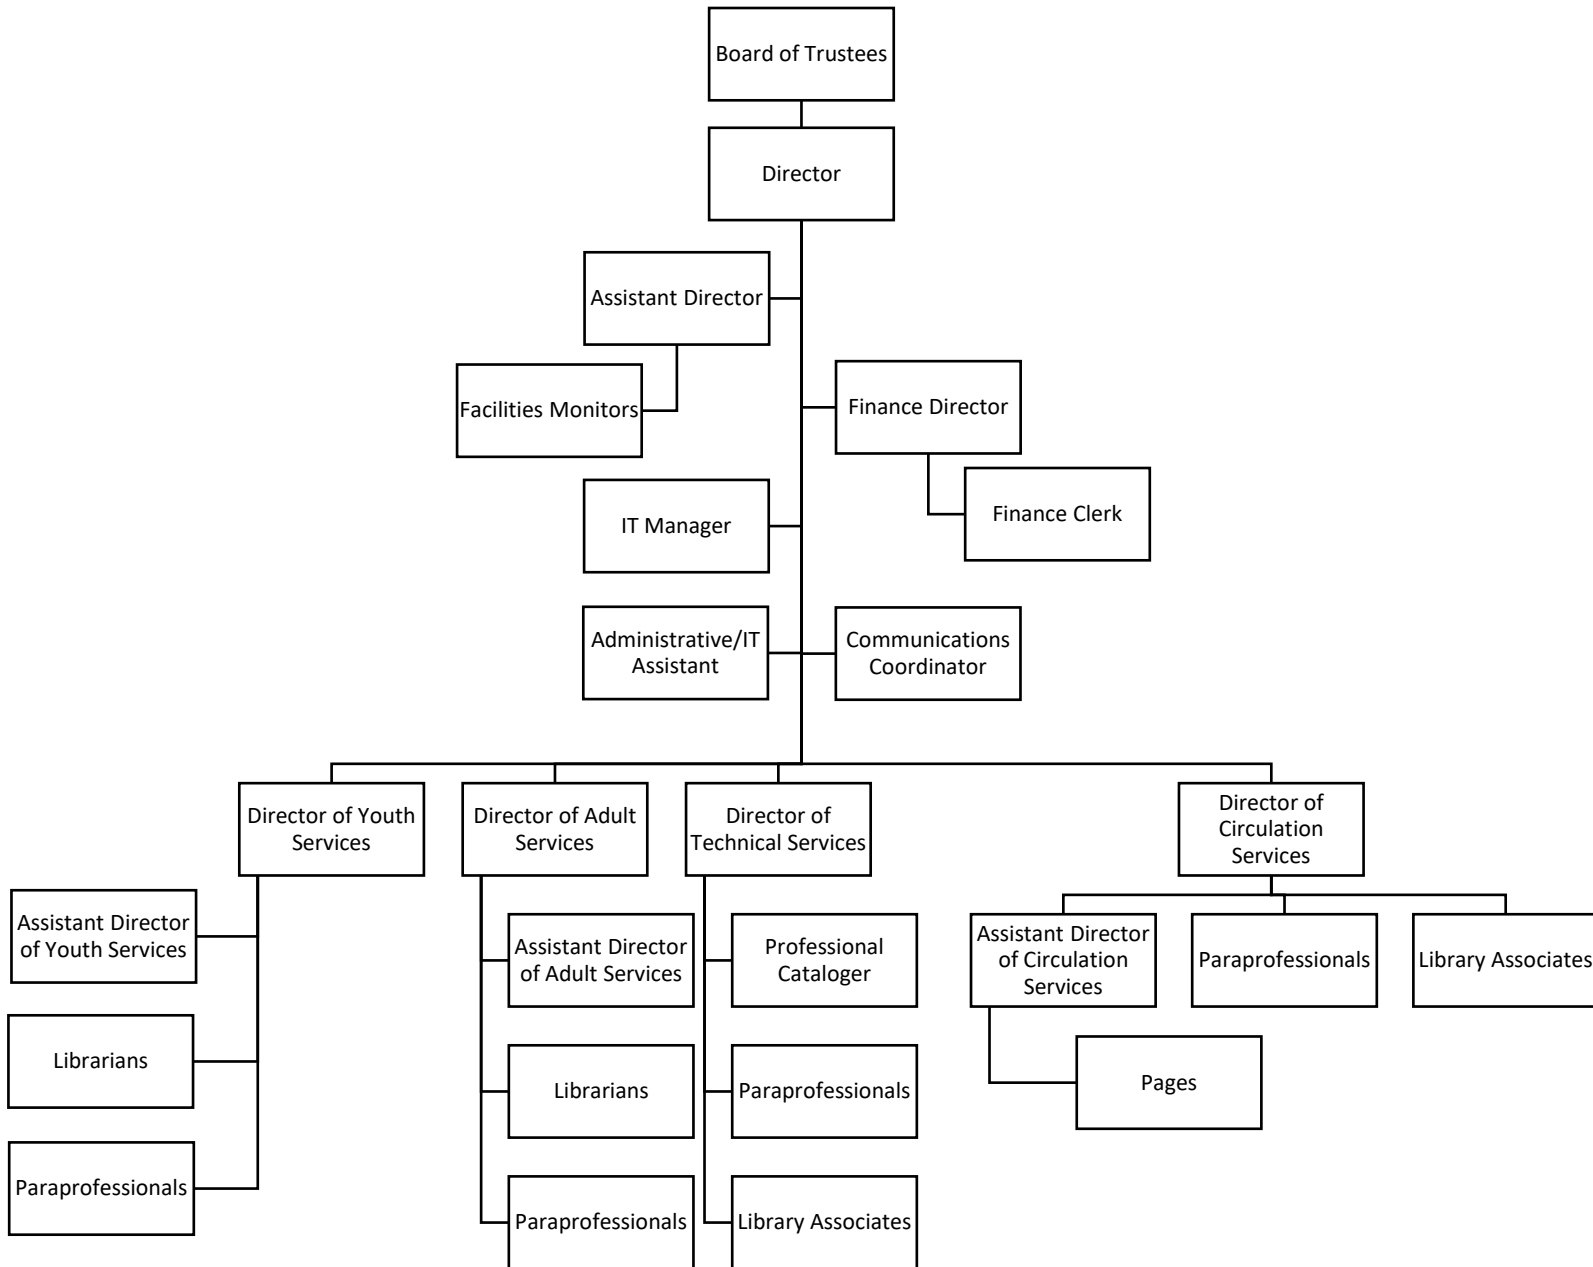 Board of Trustees
Director
Assistant Director
Facilities Monitors
Finance Director
Finance Clerk
IT Manager
Administrative/IT
Assistant
Communications
Coordinator
Director of Youth
Services
Director of Adult
Services
Director of
Technical Services
Director of
Circulation
Services
Assistant Director
of Youth Services
Librarians
Paraprofessionals
Assistant Director
of Adult Services
Librarians
Paraprofessionals
Professional
Cataloger
Paraprofessionals
Library Associates
Assistant Director
of Circulation
Services
Paraprofessionals
Library Associates
Pages